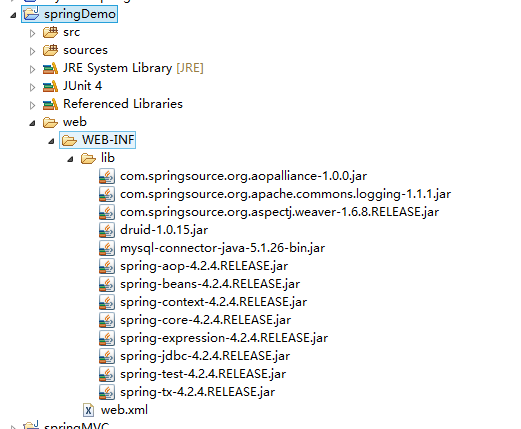 springDemo
src
sources
JRE System Library [JRE]
JUnit 4
Referenced Libraries
web
WEB-INF
lib
com.springsource.org.aopalliance-1.0.0.jar
com.springsource.org.apache.commons.logging-1.1.1.jar
com.springsource.org.aspectj.weaver-1.6.8.RELEASE.jar
druid-1.0.15.jar
mysql-connector-java-5.1.26-bin.jar
spring-aop-4.2.4.RELEASE.jar
spring-beans-4.2.4.RELEASE.jar
spring-context-4.2.4.RELEASE.jar
spring-core-4.2.4.RELEASE.jar
spring-expression-4.2.4.RELEASE.jar
spring-jdbc-4.2.4.RELEASE.jar
spring-test-4.2.4.RELEASE.jar
spring-tx-4.2.4.RELEASE.jar
web.xml
springMVC